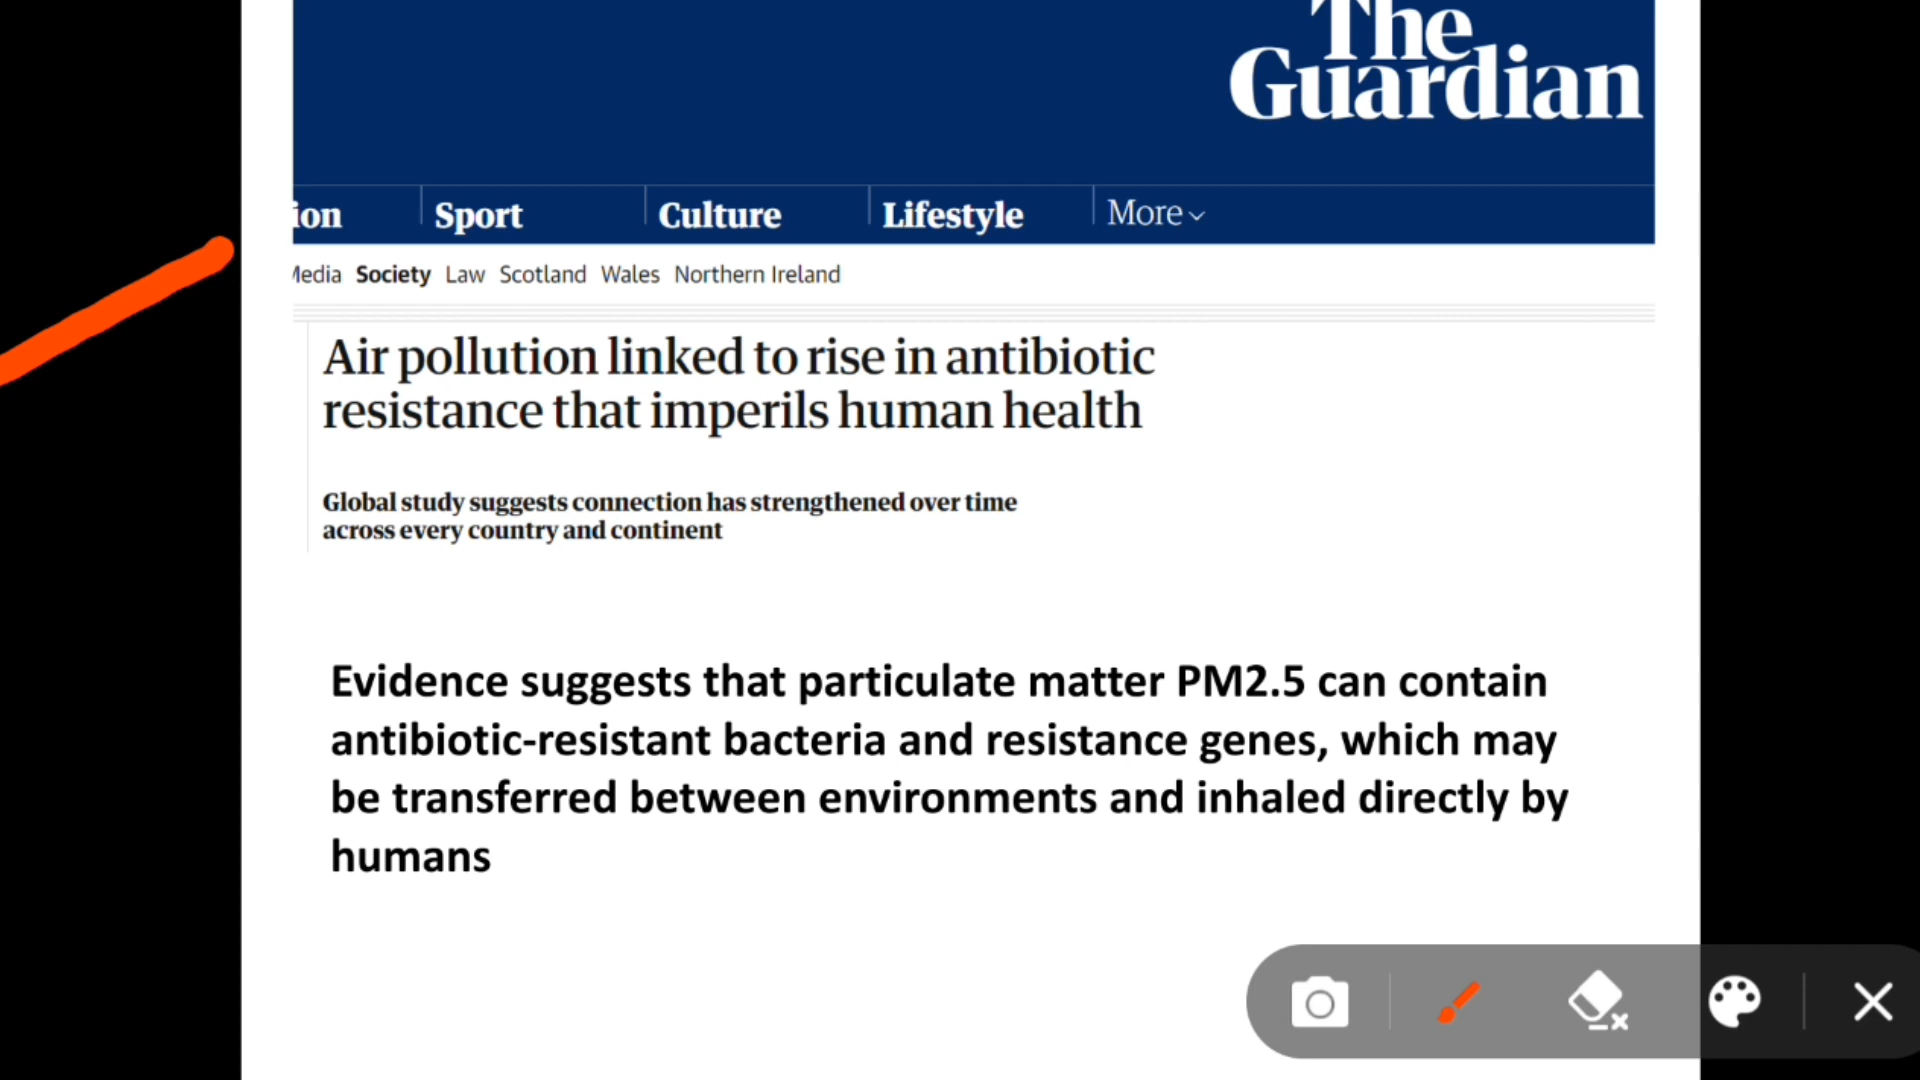 The
Guardian
ion Sport Culture Lifestyle More
Media Society Law Scotland Wales Northern Ireland
Air pollution linked to rise in antibiotic
resistance that imperils human health
Global study suggests connection has strengthened over time
across every country and continent
Evidence suggests that particulate matter PM2.5 can contain
antibiotic-resistant bacteria and resistance genes, which may
be transferred between environments and inhaled directly by
humans